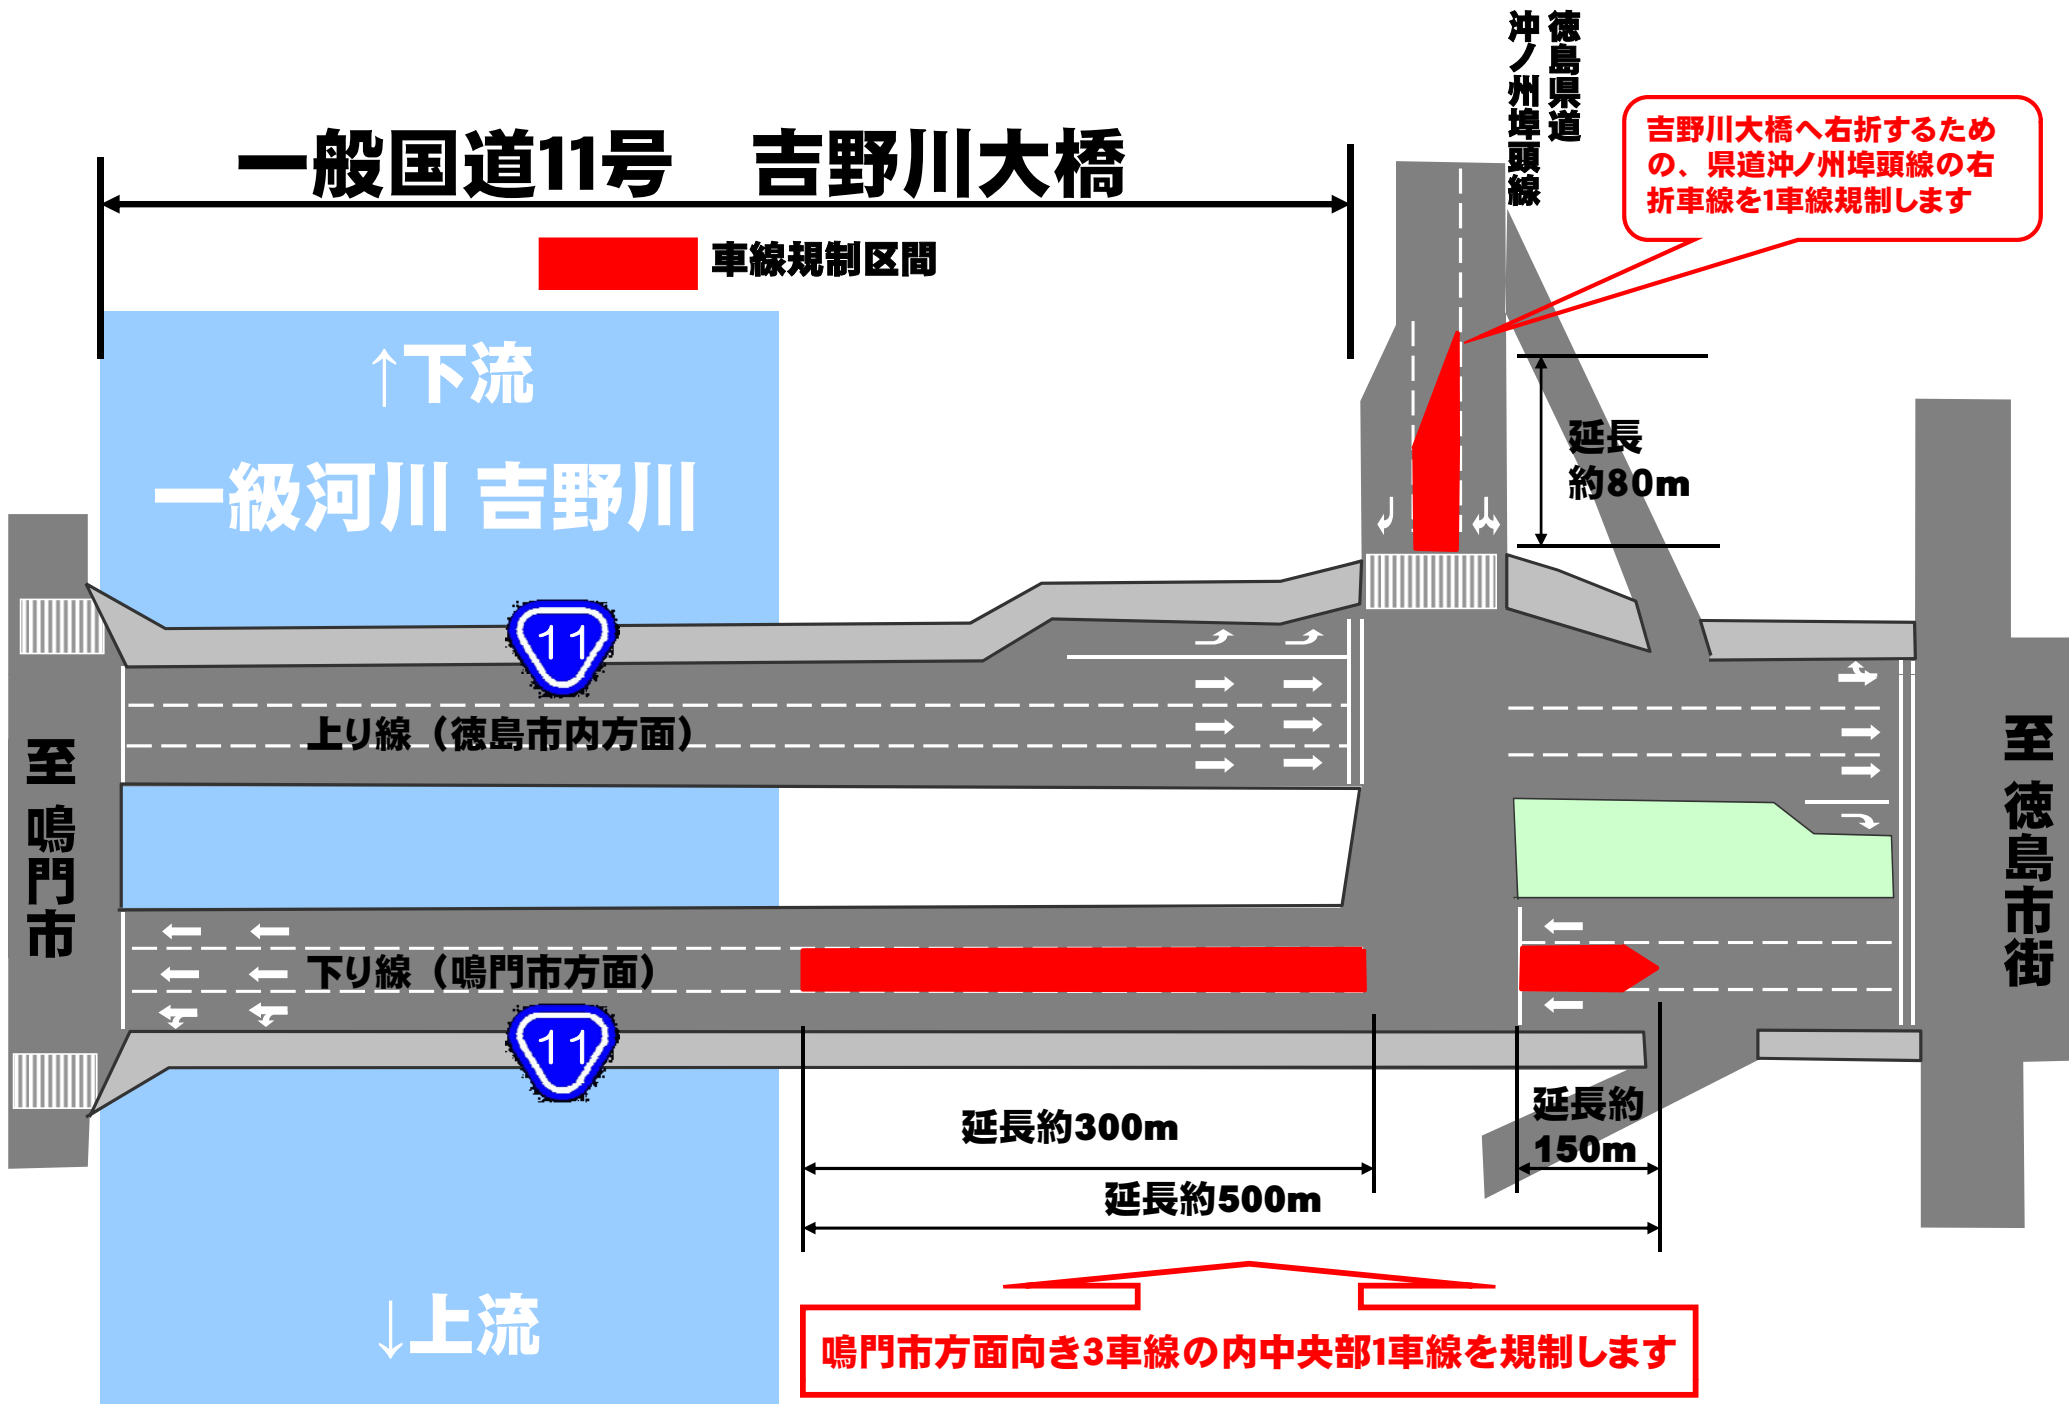 徳島県道
沖ノ州埠頭線
吉野川大橋へ右折するため
の、県道沖ノ州埠頭線の右
折車線を1車線規制します
一般国道11号　吉野川大橋
車線規制区間
↑下流
一級河川 吉野川
延長
約80m
11
上り線（徳島市内方面）
至 鳴門市
至 徳島市街
下り線（鳴門市方面）
11
延長約300m
延長約
150m
延長約500m
↓上流
鳴門市方面向き3車線の内中央部1車線を規制します